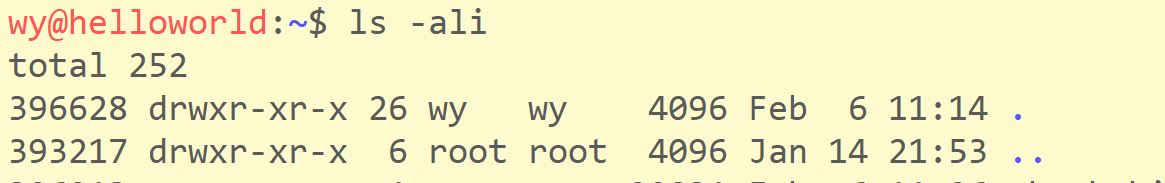 wy@helloworld:~$ ls -ali
total 252
396628 drwxr-xr-x 26 wy   wy    4096 Feb  6 11:14 .
393217 drwxr-xr-x  6 root root  4096 Jan 14 21:53 ..